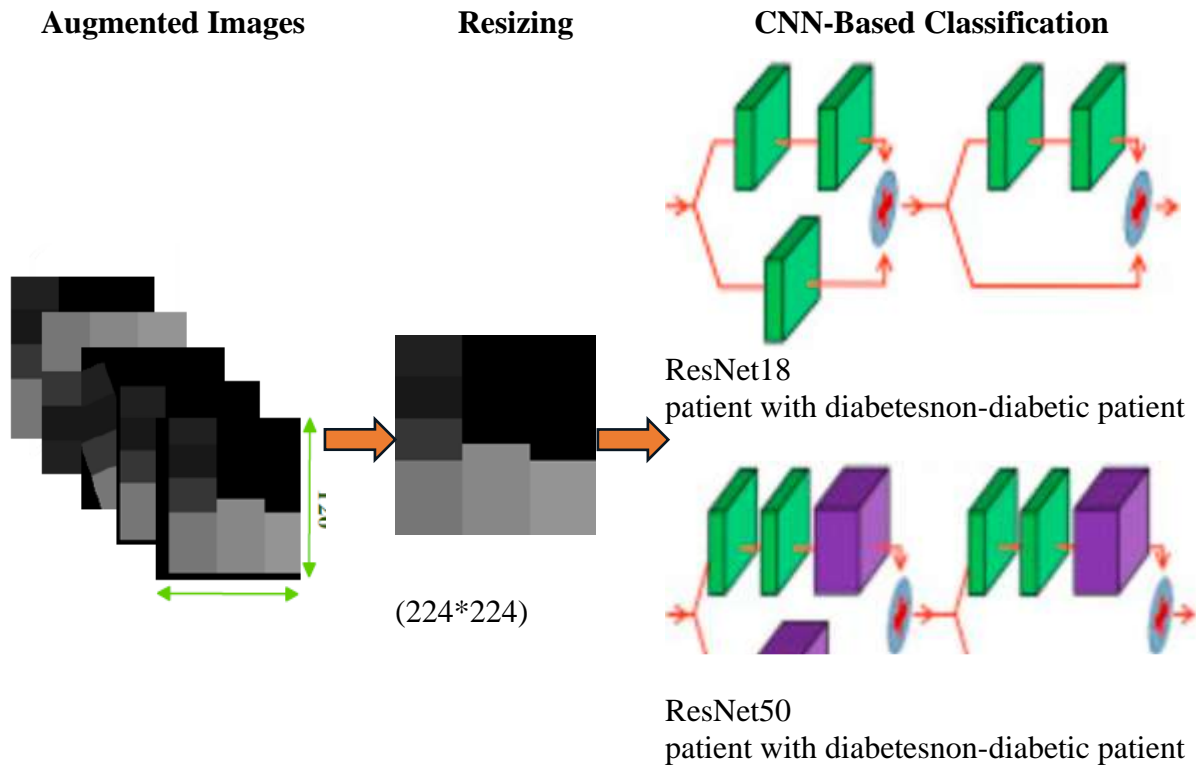 Augmented Images
Resizing
CNN-Based Classification
(224*224)
ResNet18
patient with diabetesnon-diabetic patient
ResNet50
patient with diabetesnon-diabetic patient